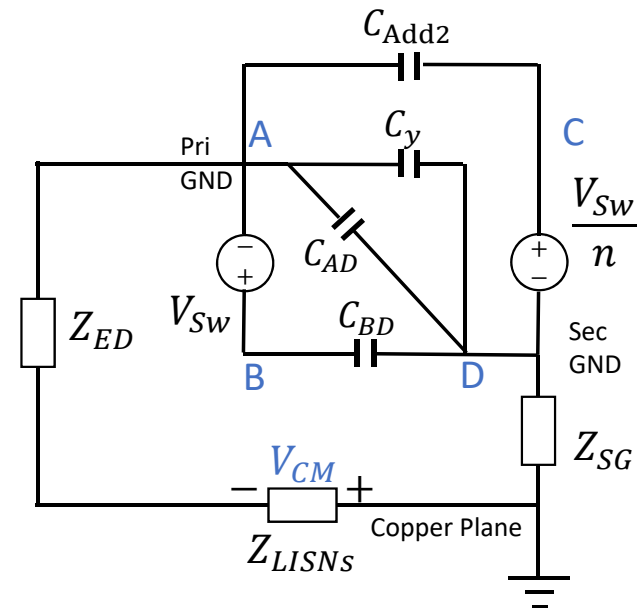 C_Add2
A
C_y
C
Pri
GND
V_Sw
n
−
+
C_AD
+
−
V_Sw
Z_ED
C_BD
Sec
GND
B
D
Z_SG
− V_CM +
Copper Plane
Z_LISNs